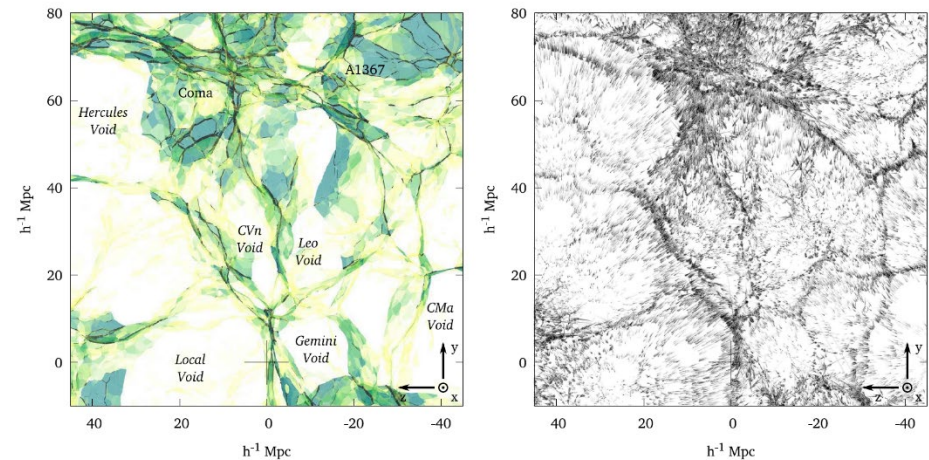 80
60
40
20
0
h⁻¹ Mpc
Coma
A1367
Hercules
Void
CVn
Void
Leo
Void
CMa
Void
Gemini
Void
Local
Void
y
z
x
40
20
0
-20
-40
h⁻¹ Mpc
80
60
40
20
0
h⁻¹ Mpc
y
z
x
40
20
0
-20
-40
h⁻¹ Mpc